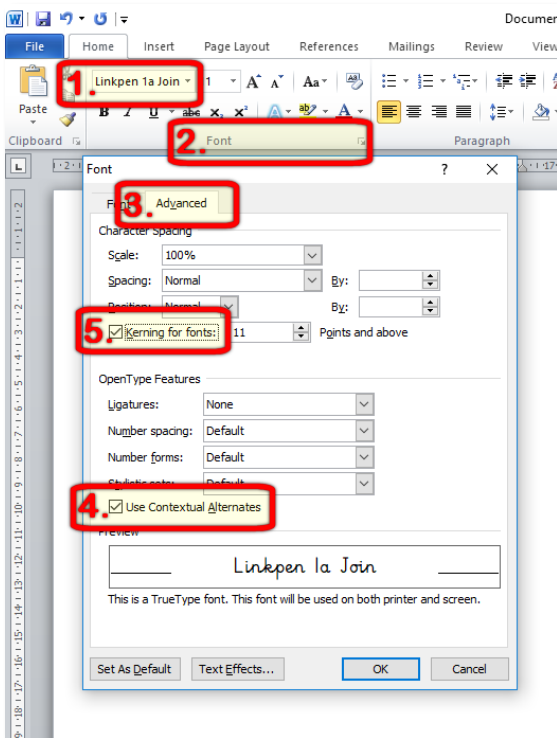 Documen
File Home Insert Page Layout References Mailings Review View
1. Linkpen 1a Join 1 A A Aa
Paste B I U abc x₂ x² A ab A
2.
Clipboard Font Paragraph
L
Font ? X
3. Font Advanced
Character Spacing
Scale: 100%
Spacing: Normal By:
Position: Normal By:
5. Kerning for fonts: 11 Points and above
OpenType Features
Ligatures: None
Number spacing: Default
Number forms: Default
Stylistic sets: Default
4. Use Contextual Alternates
Preview
Linkpen 1a Join
This is a TrueType font. This font will be used on both printer and screen.
Set As Default Text Effects... OK Cancel